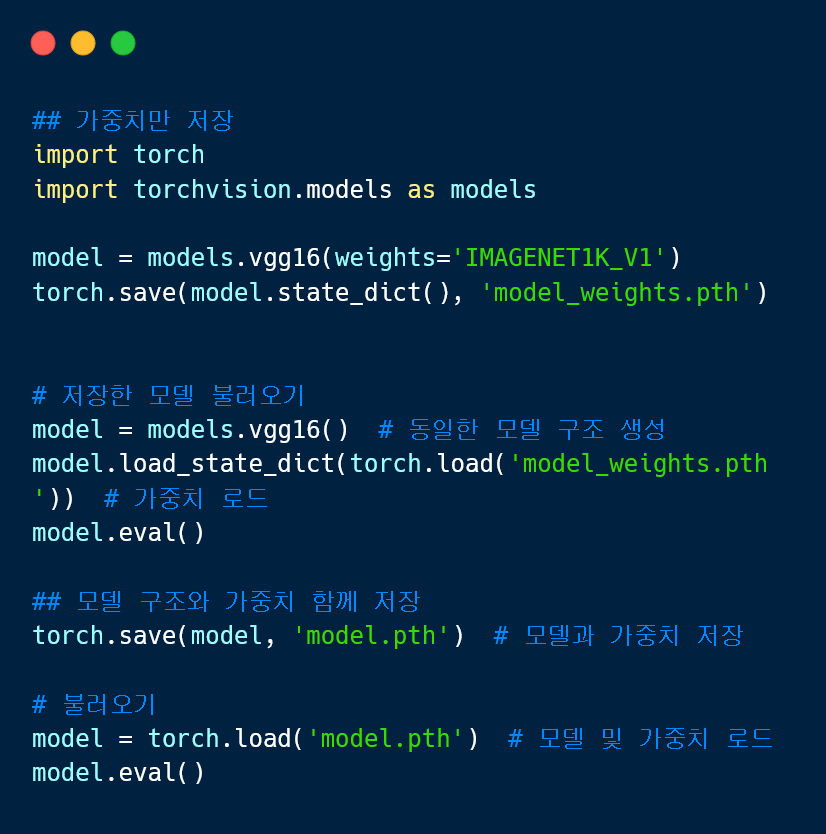 ## 가중치만 저장
import torch
import torchvision.models as models
model = models.vgg16(weights='IMAGENET1K_V1')
torch.save(model.state_dict(), 'model_weights.pth')
# 저장한 모델 불러오기
model = models.vgg16()  # 동일한 모델 구조 생성
model.load_state_dict(torch.load('model_weights.pth
'))  # 가중치 로드
model.eval()
## 모델 구조와 가중치 함께 저장
torch.save(model, 'model.pth')  # 모델과 가중치 저장
# 불러오기
model = torch.load('model.pth')  # 모델 및 가중치 로드
model.eval()